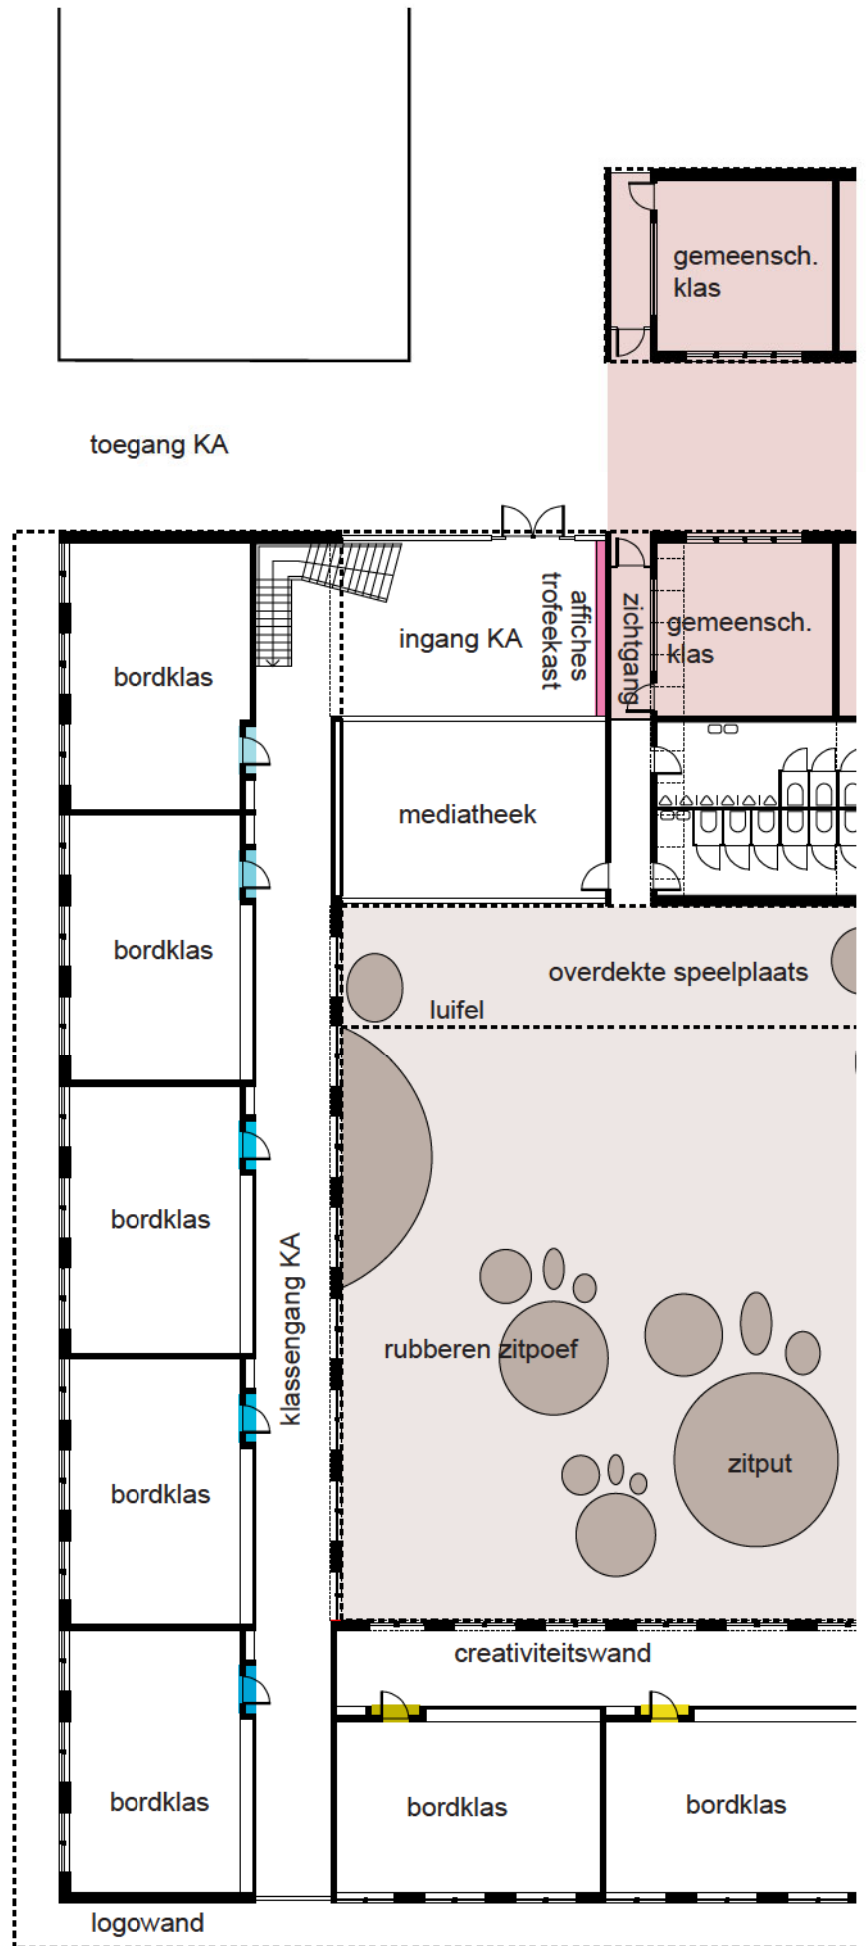 gemeensch.
klas
toegang KA
bordklas
ingang KA
affiches
trofeekast
zichtgang
gemeensch.
klas
mediatheek
bordklas
overdekte speelplaats
luifel
bordklas
klassengang KA
rubberen zitpoef
zitput
bordklas
creativiteitswand
bordklas
bordklas
bordklas
logowand